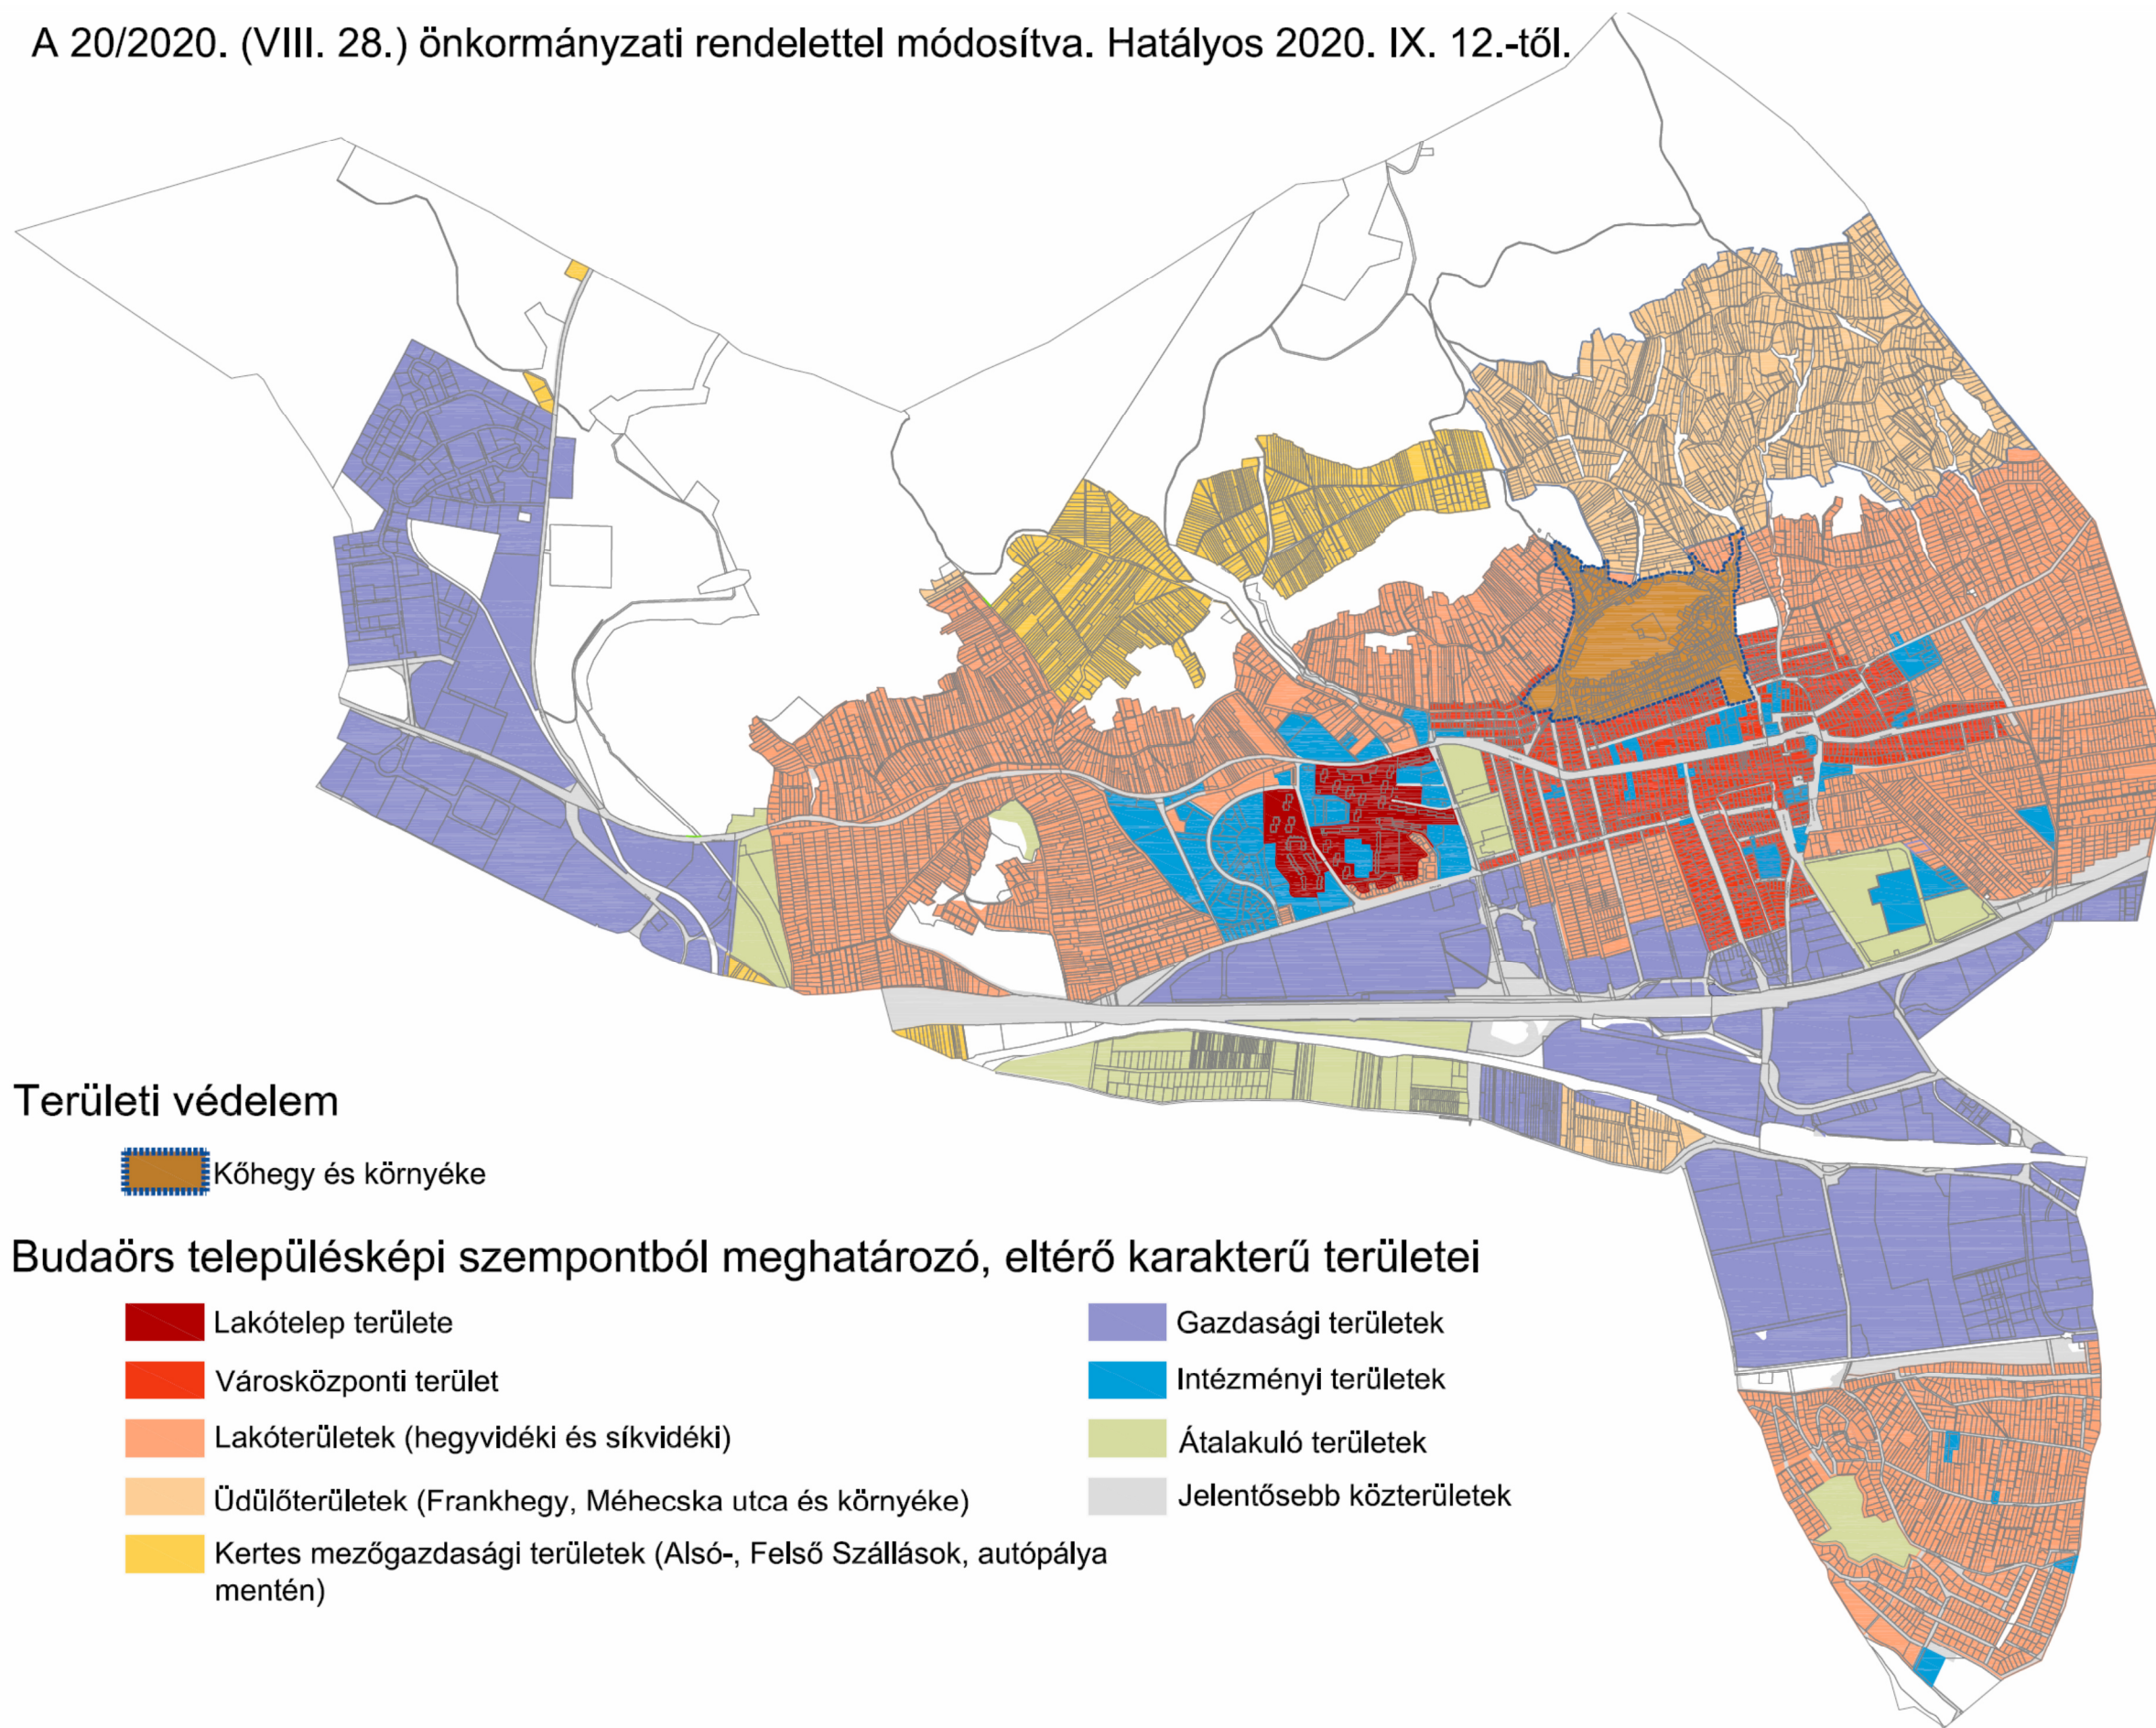 A 20/2020. (VIII. 28.) önkormányzati rendelettel módosítva. Hatályos 2020. IX. 12.-től.
Területi védelem
Kőhegy és környéke
Budaörs településképi szempontból meghatározó, eltérő karakterű területei
Lakótelep területe
Városközponti terület
Lakóterületek (hegyvidéki és síkvidéki)
Üdülőterületek (Frankhegy, Méhecska utca és környéke)
Kertes mezőgazdasági területek (Alsó-, Felső Szállások, autópálya
mentén)
Gazdasági területek
Intézményi területek
Átalakuló területek
Jelentősebb közterületek